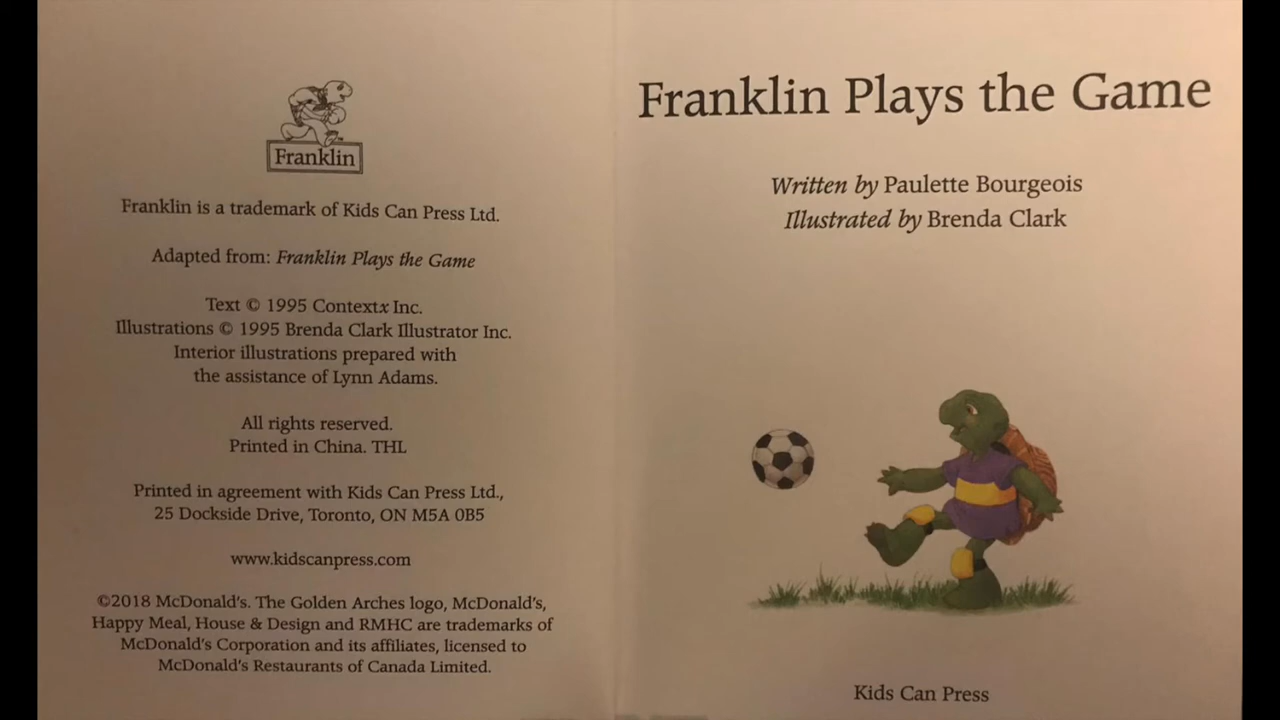 Franklin
Franklin is a trademark of Kids Can Press Ltd.
Adapted from: Franklin Plays the Game
Text © 1995 Contextx Inc.
Illustrations © 1995 Brenda Clark Illustrator Inc.
Interior illustrations prepared with
the assistance of Lynn Adams.
All rights reserved.
Printed in China. THL
Printed in agreement with Kids Can Press Ltd.,
25 Dockside Drive, Toronto, ON M5A 0B5
www.kidscanpress.com
©2018 McDonald's. The Golden Arches logo, McDonald's,
Happy Meal, House & Design and RMHC are trademarks of
McDonald's Corporation and its affiliates, licensed to
McDonald's Restaurants of Canada Limited.
Franklin Plays the Game
Written by Paulette Bourgeois
Illustrated by Brenda Clark
Kids Can Press